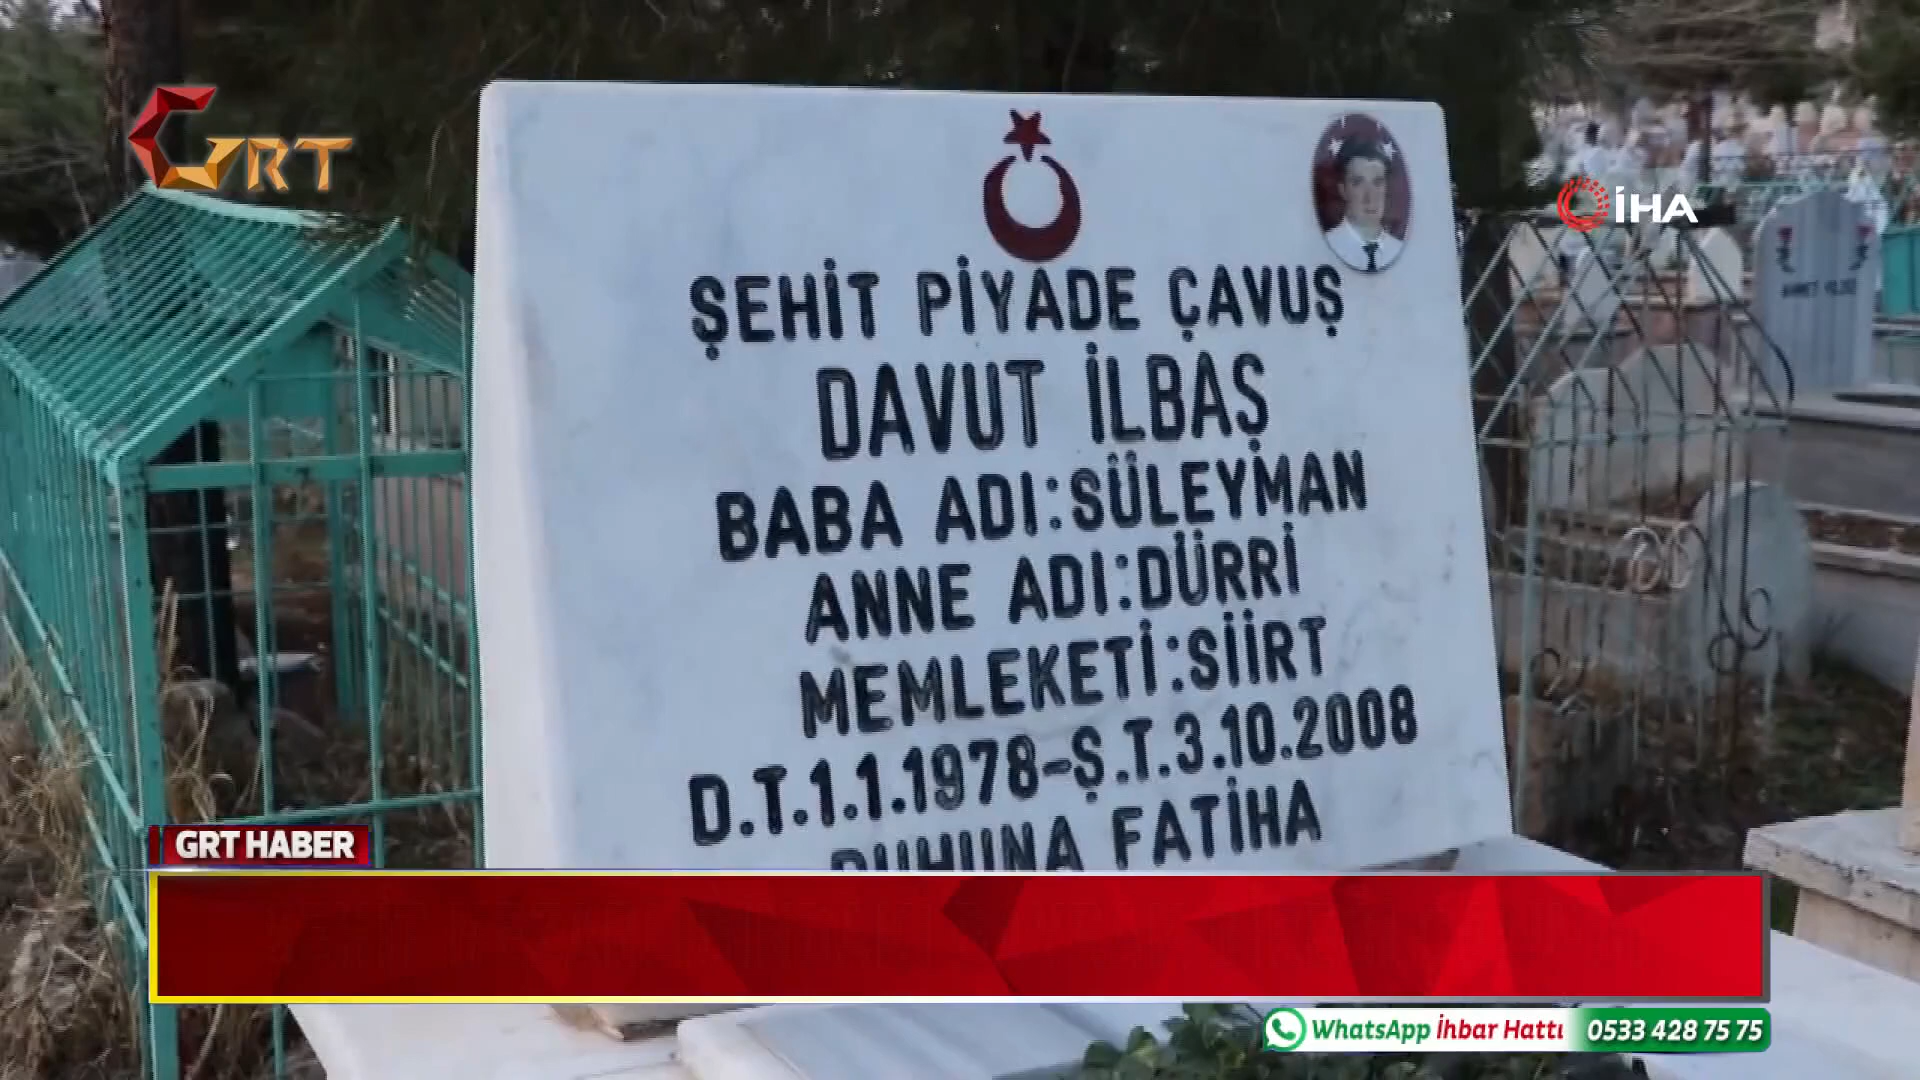 GRT
İHA
ŞEHİT PİYADE ÇAVUŞ
DAVUT İLBAŞ
BABA ADI:SÜLEYMAN
ANNE ADI:DÜRRİ
MEMLEKETİ:SİİRT
D.T.1.1.1978-Ş.T.3.10.2008
RUHUNA FATİHA
GRT HABER
WhatsApp İhbar Hattı 0533 428 75 75